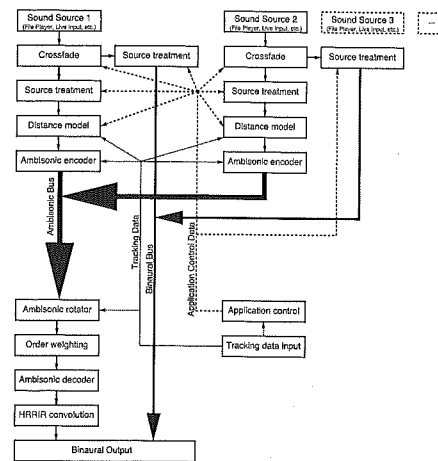 Sound Source 1
(File Player, Live Input, etc.)
Sound Source 2
(File Player, Live Input, etc.)
Sound Source 3
(File Player, Live Input, etc.)
Crossfade
Source treatment
Crossfade
Source treatment
Source treatment
Source treatment
Distance model
Distance model
Ambisonic encoder
Ambisonic encoder
Ambisonic Bus
Tracking Data
Binaural Bus
Application Control Data
Ambisonic rotator
Application control
Order weighting
Tracking data input
Ambisonic decoder
HRRIR convolution
Binaural Output